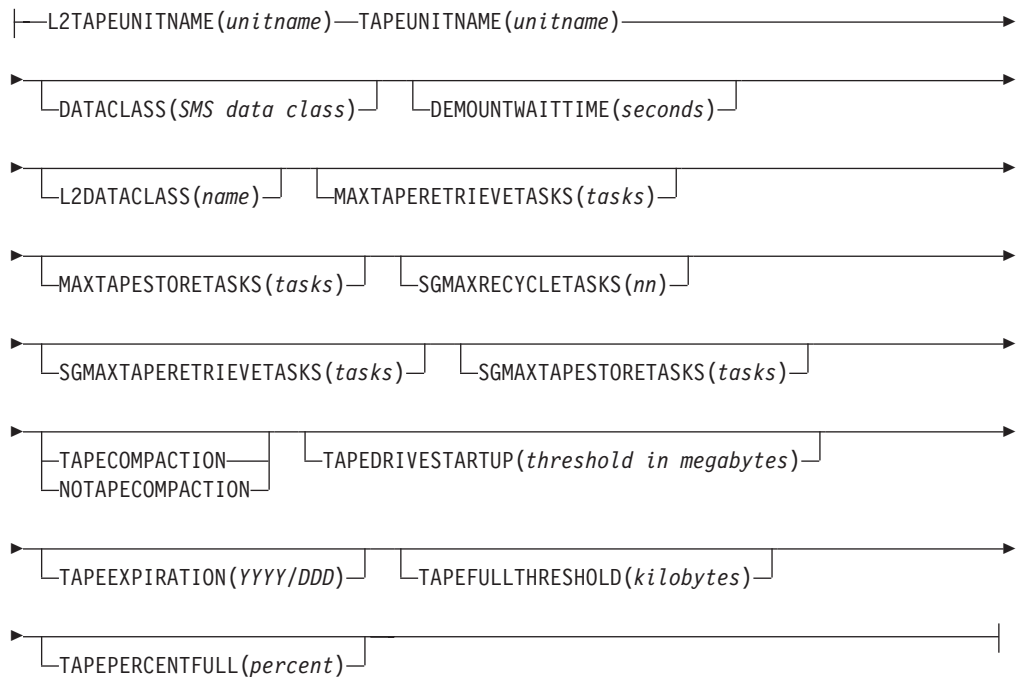 L2TAPEUNITNAME(unitname) TAPEUNITNAME(unitname)
DATACLASS(SMS data class) DEMOUNTWAITTIME(seconds)
L2DATACLASS(name) MAXTAPERETRIEVETASKS(tasks)
MAXTAPESTORETASKS(tasks) SGMAXRECYCLETASKS(nn)
SGMAXTAPERETRIEVETASKS(tasks) SGMAXTAPESTORETASKS(tasks)
TAPECOMPACTION TAPEDRIVESTARTUP(threshold in megabytes)
NOTAPECOMPACTION
TAPEEXPIRATION(YYYY/DDD) TAPEFULLTHRESHOLD(kilobytes)
TAPEPERCENTFULL(percent)